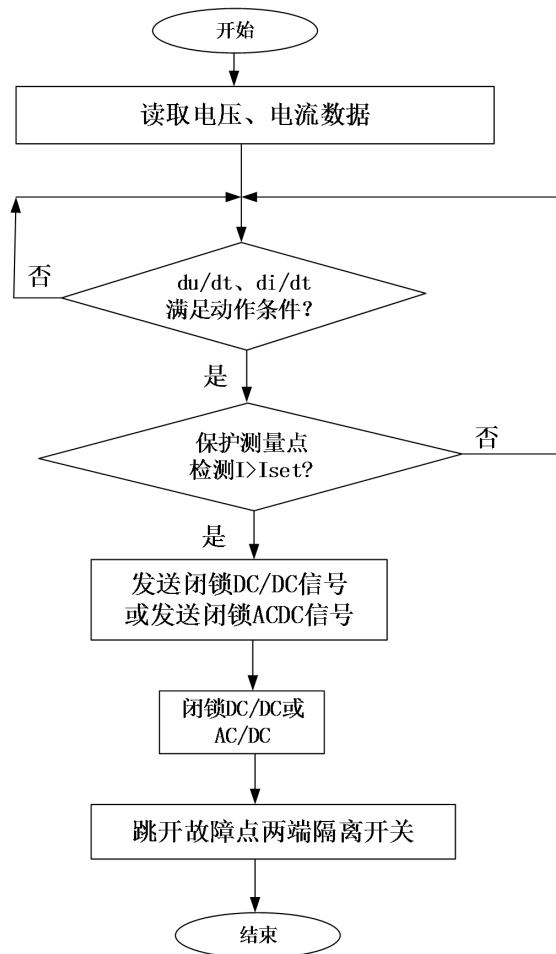 开始
读取电压、电流数据
否
du/dt、di/dt
满足动作条件?
是
保护测量点
检测I>Iset?
否
是
发送闭锁DC/DC信号
或发送闭锁ACDC信号
闭锁DC/DC或
AC/DC
跳开故障点两端隔离开关
结束